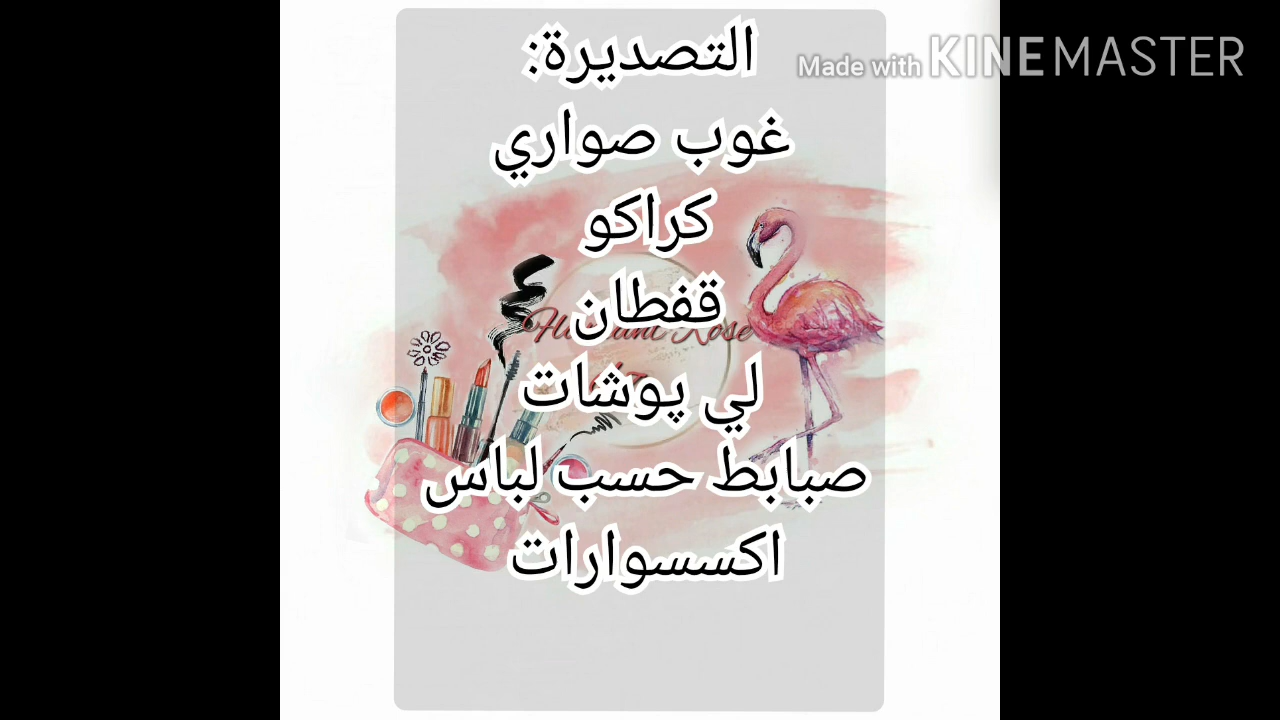 التصديرة:
Made with KINEMASTER
غوب صواري
كراكو
قفطان
لي پوشات
صبابط حسب لباس
اكسسوارات